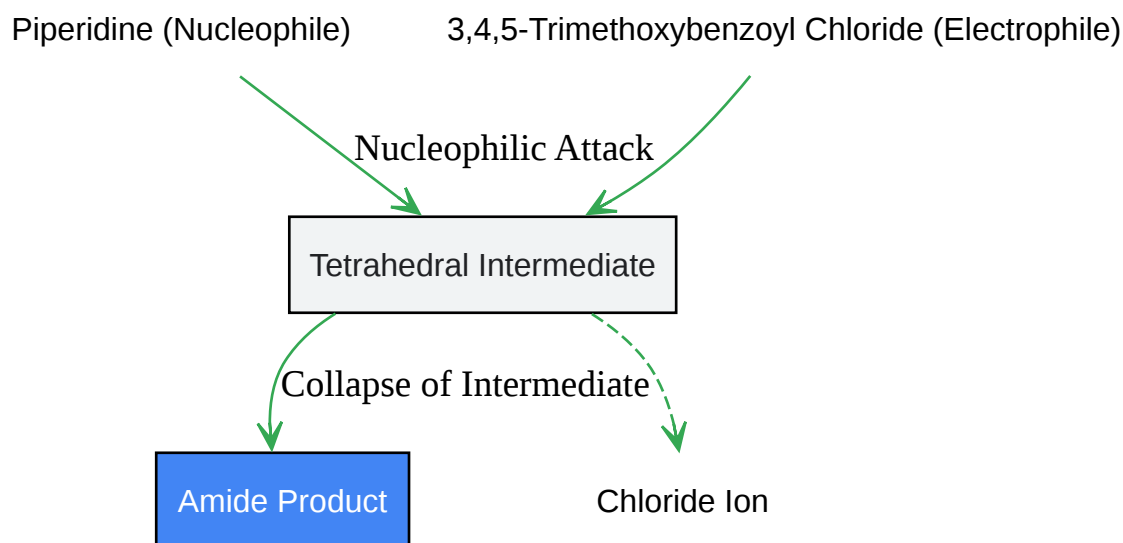 Piperidine (Nucleophile)
3,4,5-Trimethoxybenzoyl Chloride (Electrophile)
Nucleophilic Attack
Tetrahedral Intermediate
Collapse of Intermediate
Amide Product
Chloride Ion